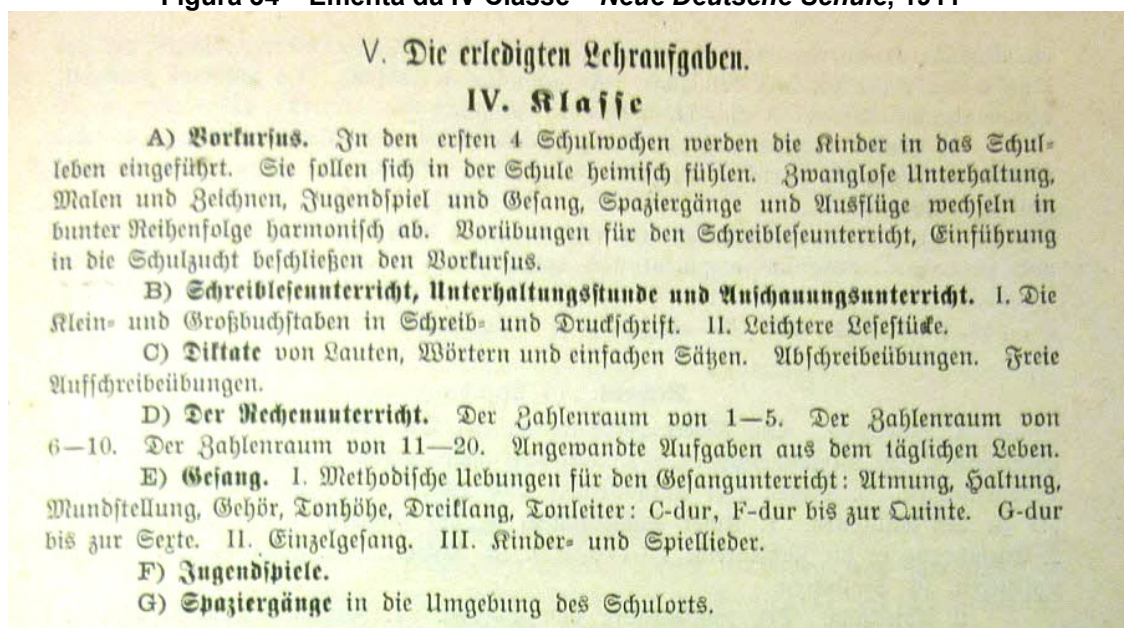 Figura 34 – Ementa da IV Classe – Neue Deutsche Schule, 1911
V. Die erledigten Lehraufgaben.
IV. Klasse
A) Vorkursus. In den ersten 4 Schulwochen werden die Kinder in das Schul-
leben eingeführt. Sie sollen sich in der Schule heimisch fühlen. Zwanglose Unterhaltung,
Malen und Zeichnen, Jugendspiel und Gesang, Spaziergänge und Ausflüge wechseln in
bunter Reihenfolge harmonisch ab. Vorübungen für den Schreibleseunterricht, Einführung
in die Schulzucht beschließen den Vorkursus.
B) Schreibleseunterricht, Unterhaltungsstunde und Anschauungsunterricht. I. Die
Klein- und Großbuchstaben in Schreib- und Druckschrift. II. Leichtere Lesestücke.
C) Diktate von Lauten, Wörtern und einfachen Sätzen. Abschreibeübungen. Freie
Aufschreibeübungen.
D) Der Rechenunterricht. Der Zahlenraum von 1—5. Der Zahlenraum von
6—10. Der Zahlenraum von 11—20. Angewandte Aufgaben aus dem täglichen Leben.
E) Gesang. I. Methodische Uebungen für den Gesangunterricht: Atmung, Haltung,
Mundstellung, Gehör, Tonhöhe, Dreiklang, Tonleiter: C-dur, F-dur bis zur Quinte. G-dur
bis zur Sexte. II. Einzelgesang. III. Kinder- und Spiellieder.
F) Jugendspiele.
G) Spaziergänge in die Umgebung des Schulorts.